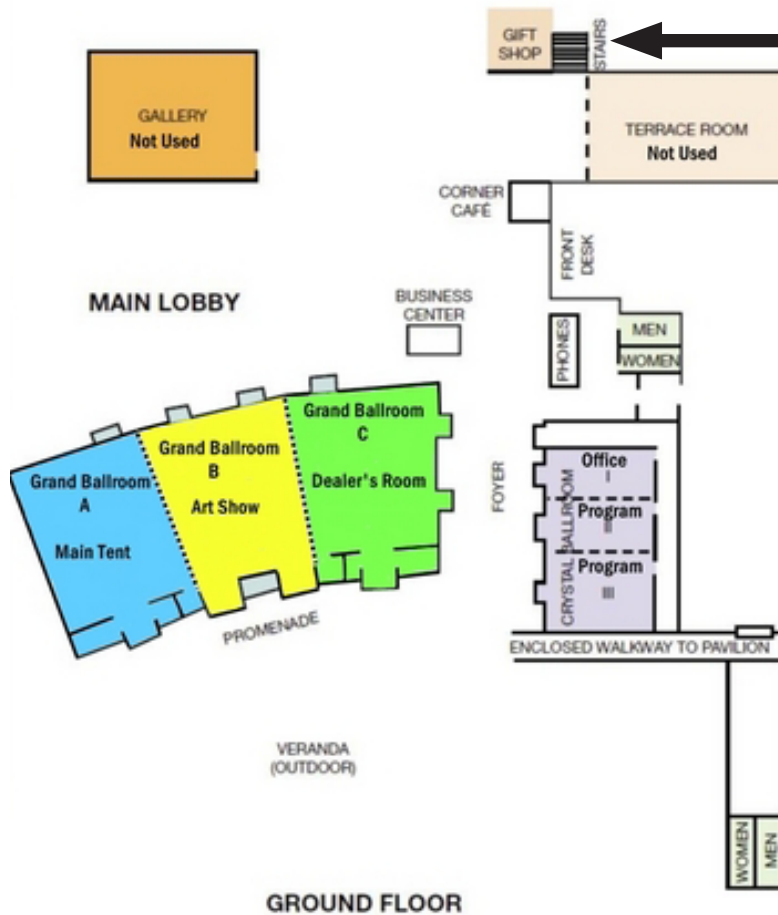 GIFT
SHOP
STAIRS
GALLERY
Not Used
TERRACE ROOM
Not Used
CORNER
CAFÉ
FRONT
DESK
MAIN LOBBY
BUSINESS
CENTER
PHONES
MEN
WOMEN
Grand Ballroom
A
Main Tent
Grand Ballroom
B
Art Show
Grand Ballroom
C
Dealer's Room
FOYER
CRYSTAL BALLROOM
Office
I
Program
II
Program
III
PROMENADE
ENCLOSED WALKWAY TO PAVILION
VERANDA
(OUTDOOR)
WOMEN
MEN
GROUND FLOOR